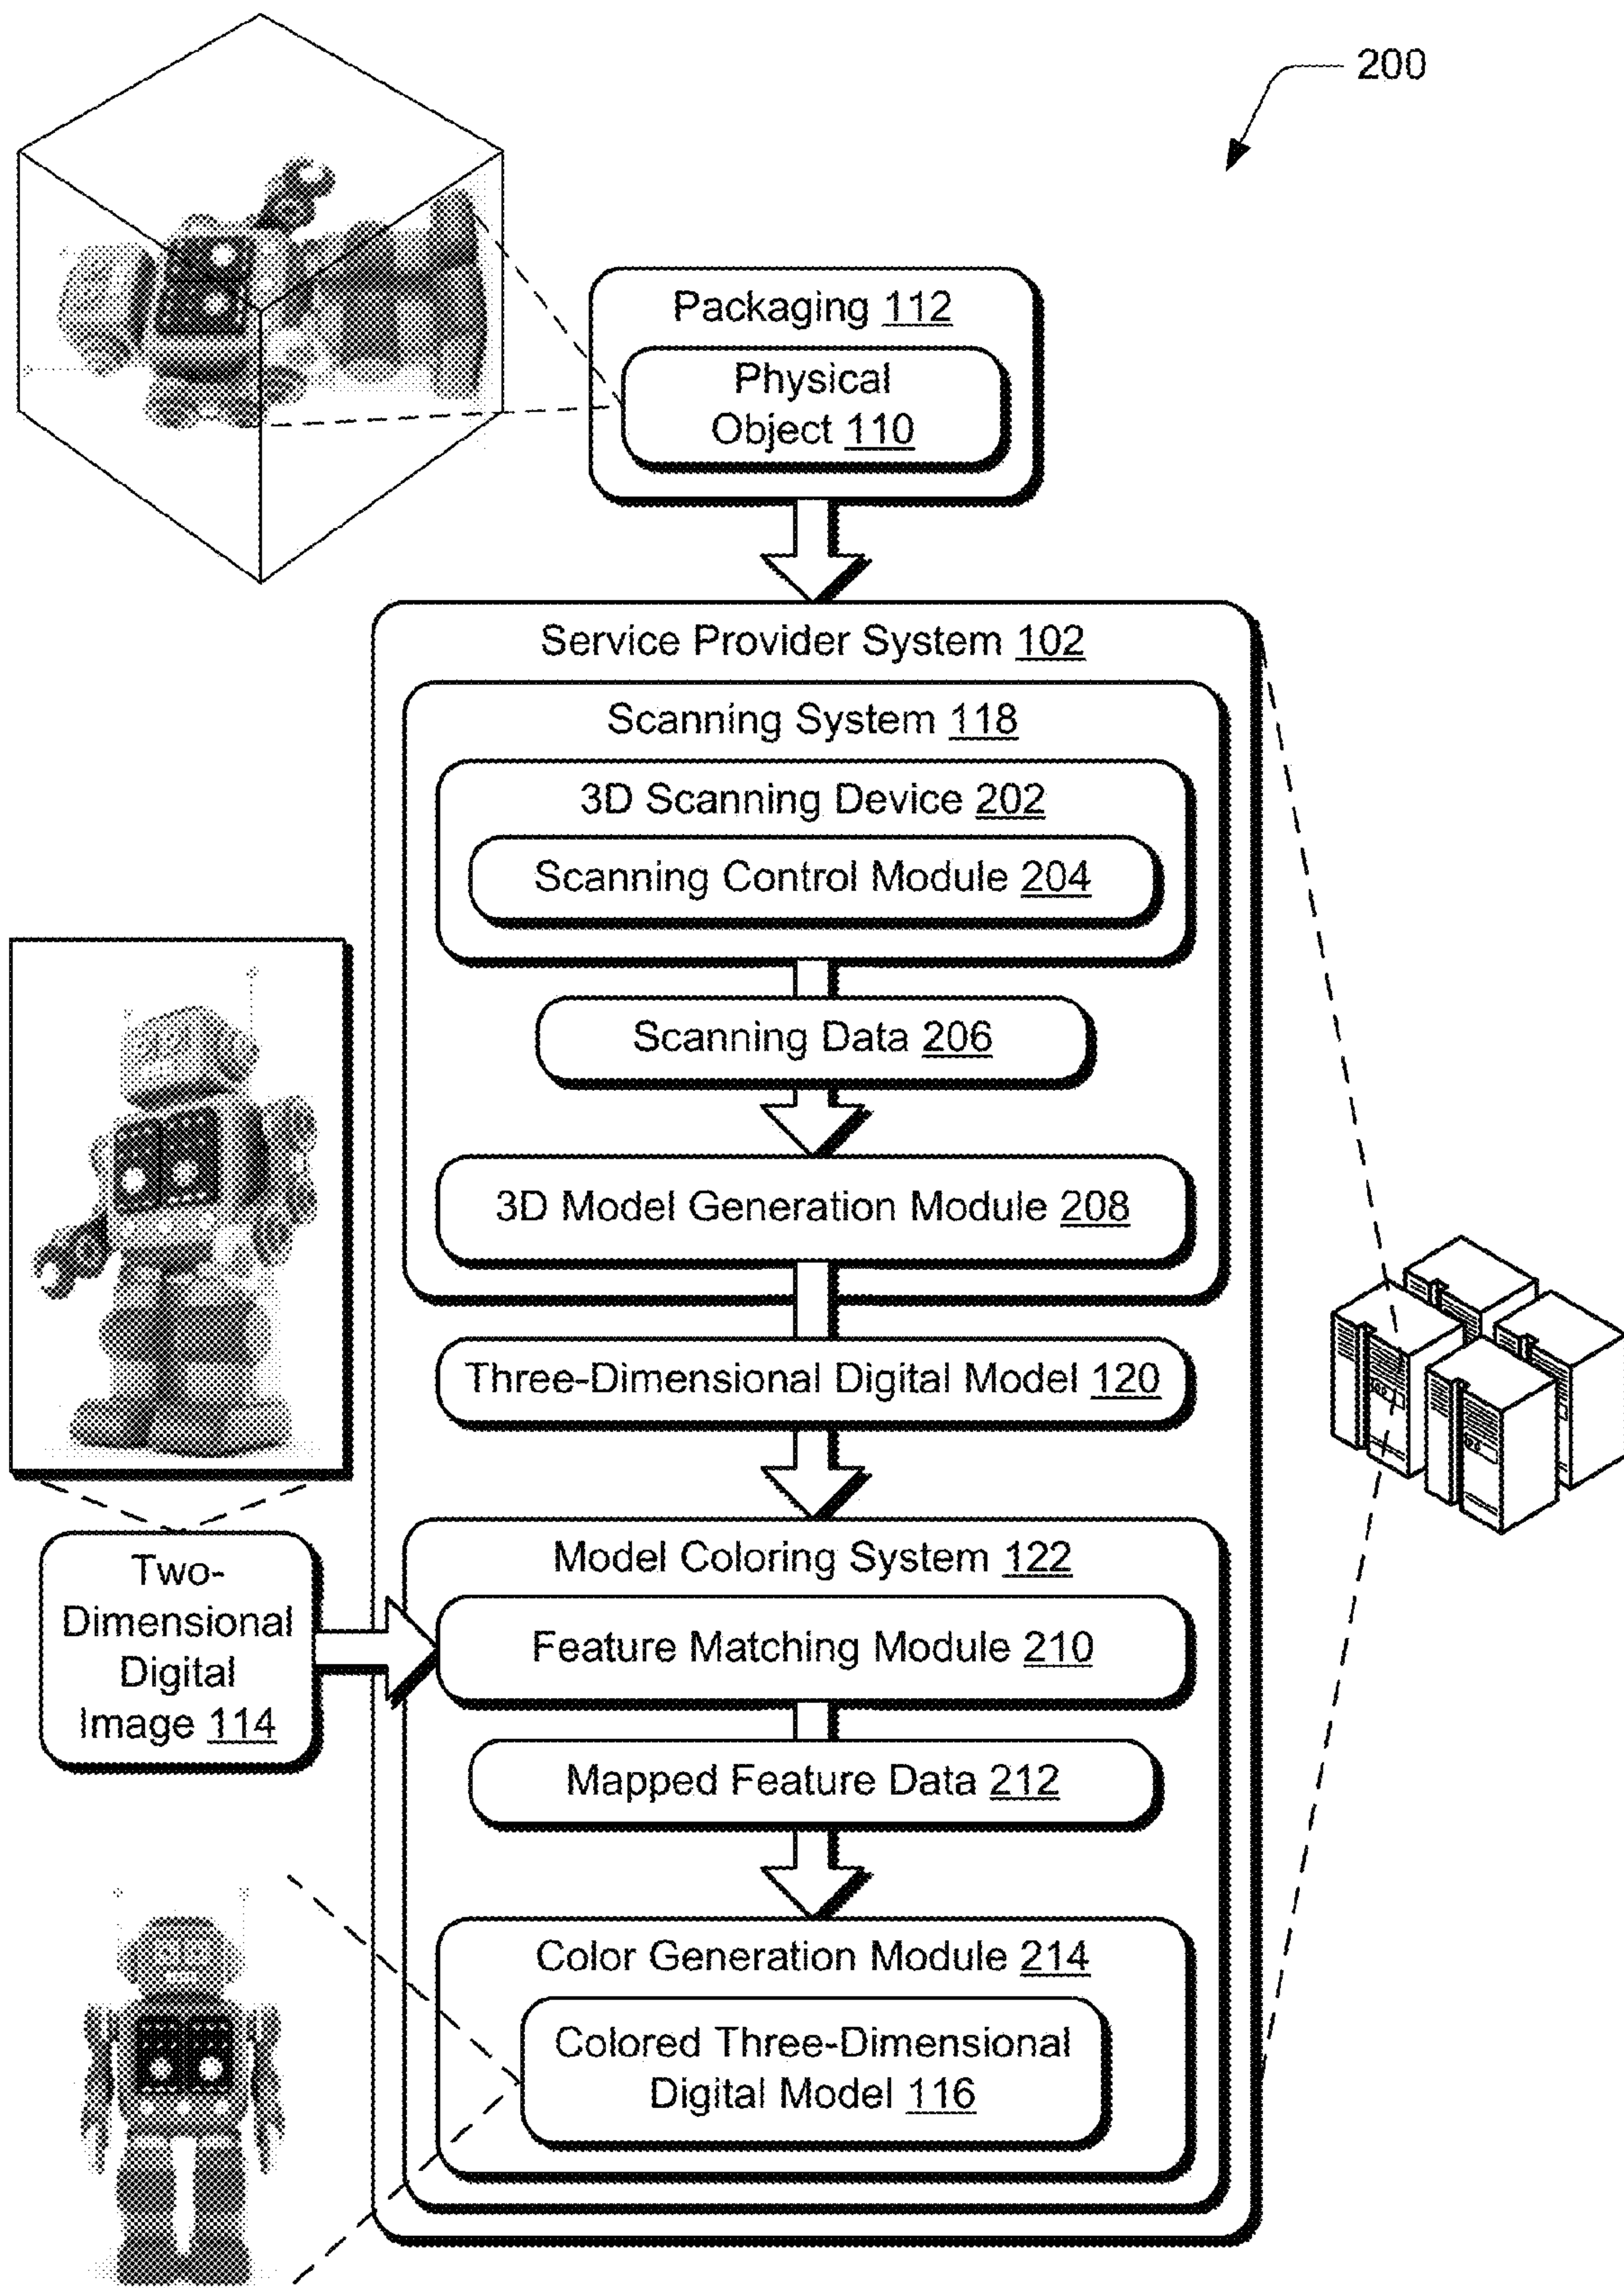 200
Packaging 112
Physical
Object 110
Service Provider System 102
Scanning System 118
3D Scanning Device 202
Scanning Control Module 204
Scanning Data 206
3D Model Generation Module 208
Three-Dimensional Digital Model 120
Model Coloring System 122
Two-
Dimensional
Digital
Image 114
Feature Matching Module 210
Mapped Feature Data 212
Color Generation Module 214
Colored Three-Dimensional
Digital Model 116